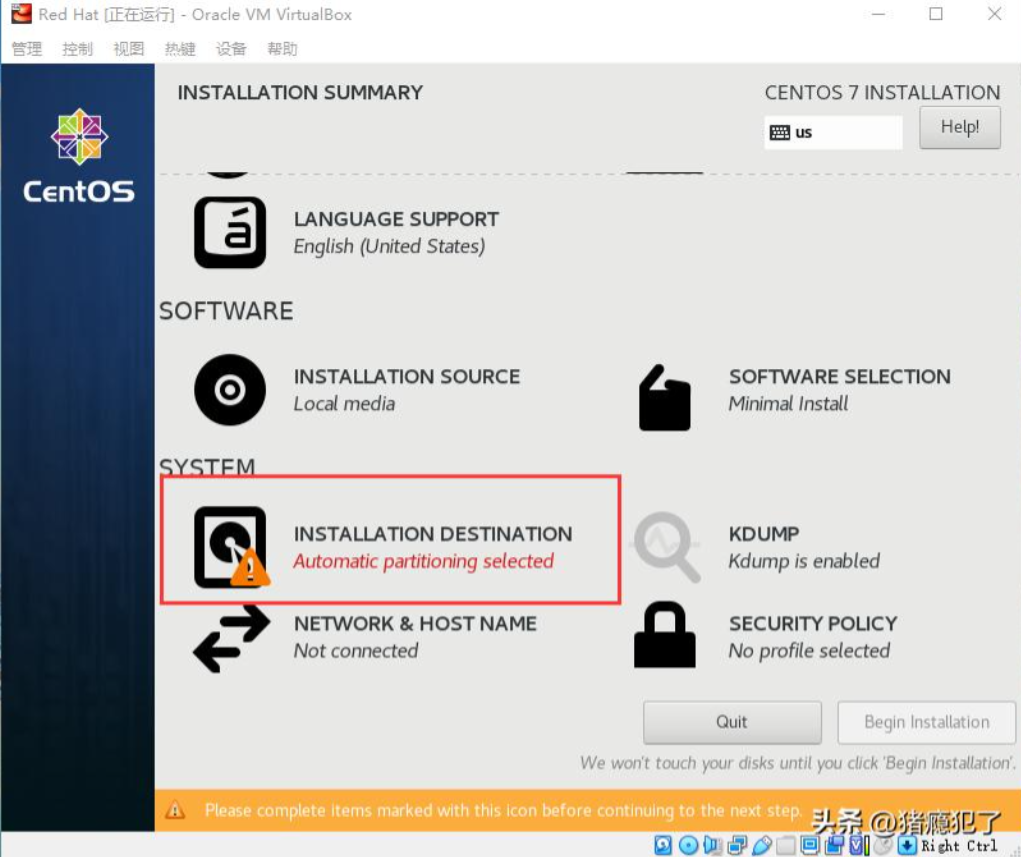 Red Hat [正在运行] - Oracle VM VirtualBox
管理 控制 视图 热键 设备 帮助
INSTALLATION SUMMARY
CENTOS 7 INSTALLATION
us
Help!
CentOS
á
LANGUAGE SUPPORT
English (United States)
SOFTWARE
INSTALLATION SOURCE
Local media
SOFTWARE SELECTION
Minimal Install
SYSTEM
INSTALLATION DESTINATION
Automatic partitioning selected
KDUMP
Kdump is enabled
NETWORK & HOST NAME
Not connected
SECURITY POLICY
No profile selected
Quit
Begin Installation
We won't touch your disks until you click 'Begin Installation'.
Please complete items marked with this icon before continuing to the next step.
头条 @猪瘾犯了
Right Ctrl